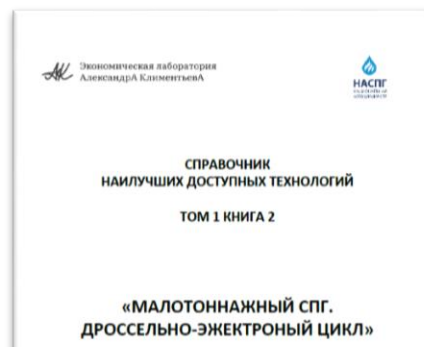 Экономическая лаборатория
АлександрА КлиментьевА
НАСПГ
СПРАВОЧНИК
НАИЛУЧШИХ ДОСТУПНЫХ ТЕХНОЛОГИЙ
ТОМ 1 КНИГА 2
«МАЛОТОННАЖНЫЙ СПГ.
ДРОССЕЛЬНО-ЭЖЕКТРОНЫЙ ЦИКЛ»